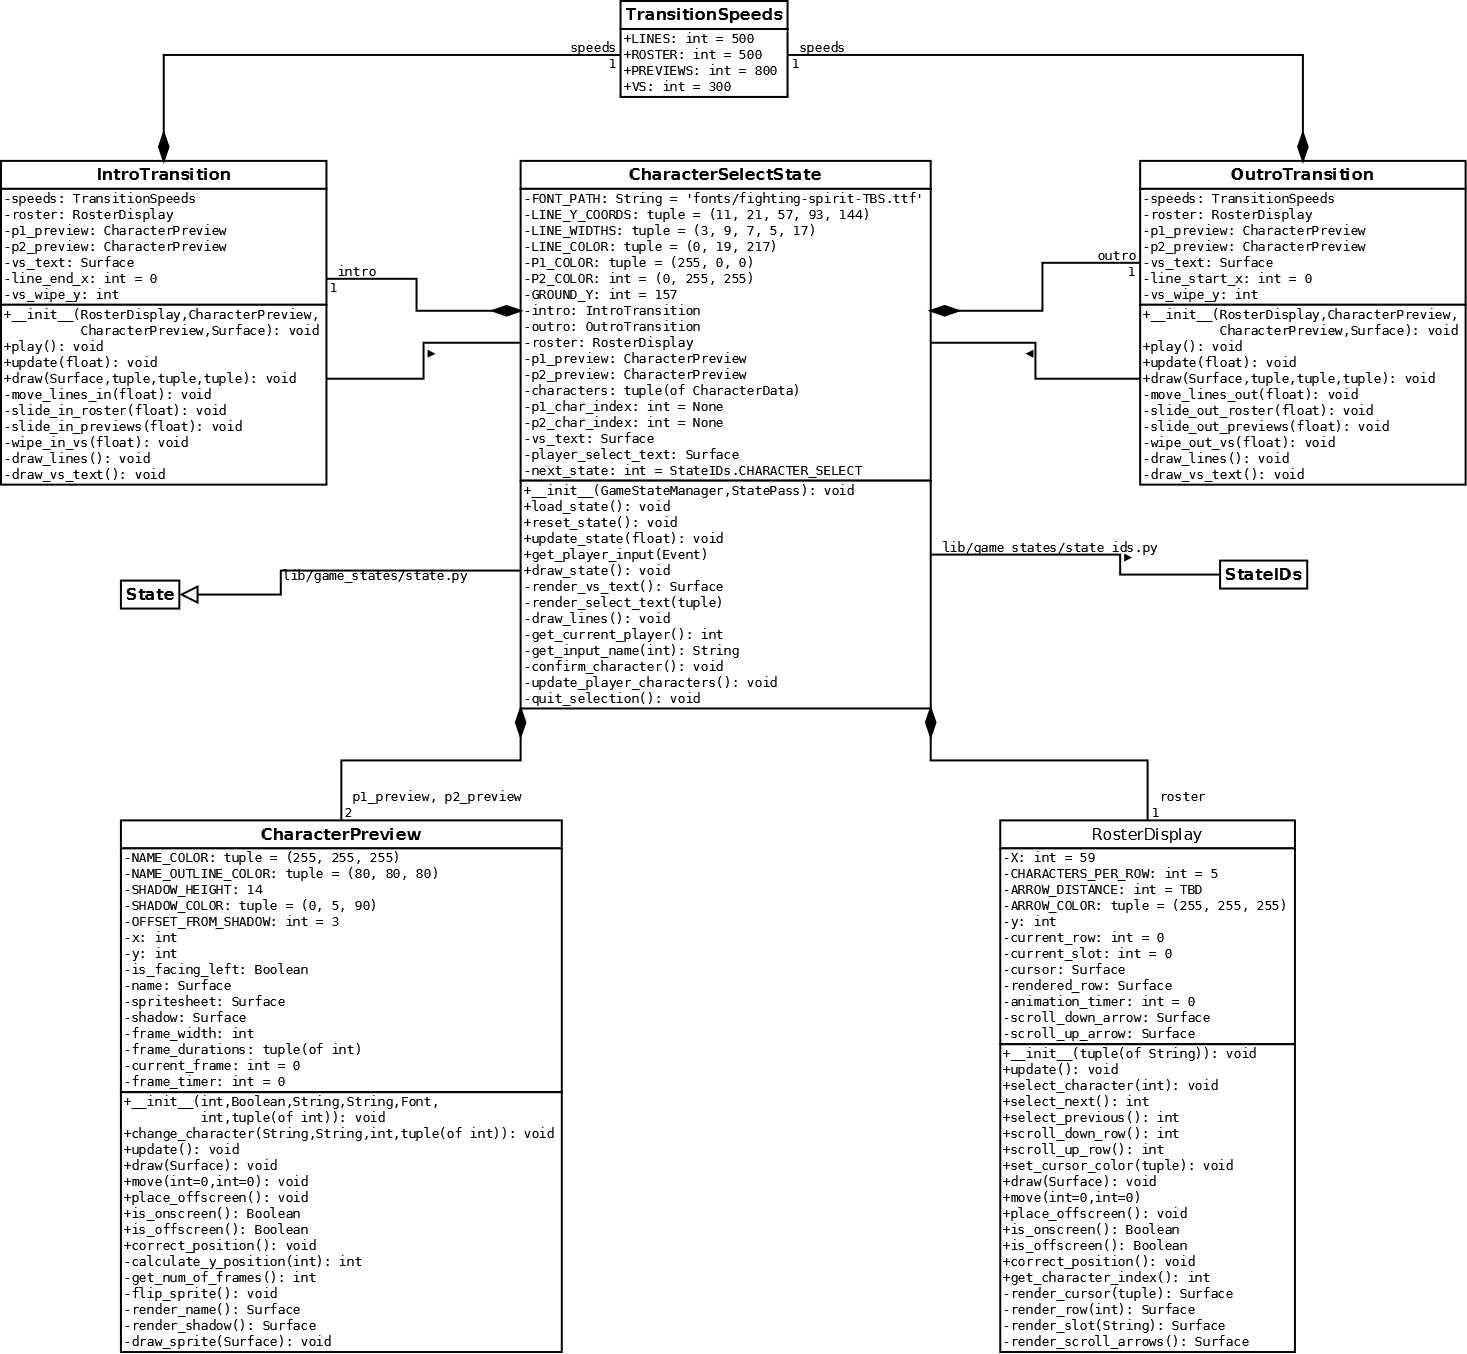 TransitionSpeeds
+LINES: int = 500
+ROSTER: int = 500
+PREVIEWS: int = 800
+VS: int = 300
speeds
1
speeds
1
IntroTransition
-speeds: TransitionSpeeds
-roster: RosterDisplay
-p1_preview: CharacterPreview
-p2_preview: CharacterPreview
-vs_text: Surface
-line_end_x: int = 0
-vs_wipe_y: int
+__init__(RosterDisplay,CharacterPreview,
CharacterPreview,Surface): void
+play(): void
+update(float): void
+draw(Surface,tuple,tuple,tuple): void
-move_lines_in(float): void
-slide_in_roster(float): void
-slide_in_previews(float): void
-wipe_in_vs(float): void
-draw_lines(): void
-draw_vs_text(): void
intro
1
CharacterSelectState
-FONT_PATH: String = 'fonts/fighting-spirit-TBS.ttf'
-LINE_Y_COORDS: tuple = (11, 21, 57, 93, 144)
-LINE_WIDTHS: tuple = (3, 9, 7, 5, 17)
-LINE_COLOR: tuple = (0, 19, 217)
-P1_COLOR: tuple = (255, 0, 0)
-P2_COLOR: int = (0, 255, 255)
-GROUND_Y: int = 157
-intro: IntroTransition
-outro: OutroTransition
-roster: RosterDisplay
-p1_preview: CharacterPreview
-p2_preview: CharacterPreview
-characters: tuple(of CharacterData)
-p1_char_index: int = None
-p2_char_index: int = None
-vs_text: Surface
-player_select_text: Surface
-next_state: int = StateIDs.CHARACTER_SELECT
+__init__(GameStateManager,StatePass): void
+load_state(): void
+reset_state(): void
+update_state(float): void
+get_player_input(Event)
+draw_state(): void
-render_vs_text(): Surface
-render_select_text(tuple)
-draw_lines(): void
-get_current_player(): int
-get_input_name(int): String
-confirm_character(): void
-update_player_characters(): void
-quit_selection(): void
outro
1
OutroTransition
-speeds: TransitionSpeeds
-roster: RosterDisplay
-p1_preview: CharacterPreview
-p2_preview: CharacterPreview
-vs_text: Surface
-line_start_x: int = 0
-vs_wipe_y: int
+__init__(RosterDisplay,CharacterPreview,
CharacterPreview,Surface): void
+play(): void
+update(float): void
+draw(Surface,tuple,tuple,tuple): void
-move_lines_out(float): void
-slide_out_roster(float): void
-slide_out_previews(float): void
-wipe_out_vs(float): void
-draw_lines(): void
-draw_vs_text(): void
State
lib/game_states/state.py
lib/game_states/state_ids.py
StateIDs
p1_preview, p2_preview
2
roster
1
CharacterPreview
-NAME_COLOR: tuple = (255, 255, 255)
-NAME_OUTLINE_COLOR: tuple = (80, 80, 80)
-SHADOW_HEIGHT: 14
-SHADOW_COLOR: tuple = (0, 5, 90)
-OFFSET_FROM_SHADOW: int = 3
-x: int
-y: int
-is_facing_left: Boolean
-name: Surface
-spritesheet: Surface
-shadow: Surface
-frame_width: int
-frame_durations: tuple(of int)
-current_frame: int = 0
-frame_timer: int = 0
+__init__(int,Boolean,String,String,Font,
int,tuple(of int)): void
+change_character(String,String,int,tuple(of int)): void
+update(): void
+draw(Surface): void
+move(int=0,int=0): void
+place_offscreen(): void
+is_onscreen(): Boolean
+is_offscreen(): Boolean
+correct_position(): void
-calculate_y_position(int): int
-get_num_of_frames(): int
-flip_sprite(): void
-render_name(): Surface
-render_shadow(): Surface
-draw_sprite(Surface): void
RosterDisplay
-X: int = 59
-CHARACTERS_PER_ROW: int = 5
-ARROW_DISTANCE: int = TBD
-ARROW_COLOR: tuple = (255, 255, 255)
-y: int
-current_row: int = 0
-current_slot: int = 0
-cursor: Surface
-rendered_row: Surface
-animation_timer: int = 0
-scroll_down_arrow: Surface
-scroll_up_arrow: Surface
+__init__(tuple(of String)): void
+update(): void
+select_character(int): void
+select_next(): int
+select_previous(): int
+scroll_down_row(): int
+scroll_up_row(): int
+set_cursor_color(tuple): void
+draw(Surface): void
+move(int=0,int=0)
+place_offscreen(): void
+is_onscreen(): Boolean
+is_offscreen(): Boolean
+correct_position(): void
+get_character_index(): int
-render_cursor(tuple): Surface
-render_row(int): Surface
-render_slot(String): Surface
-render_scroll_arrows(): Surface